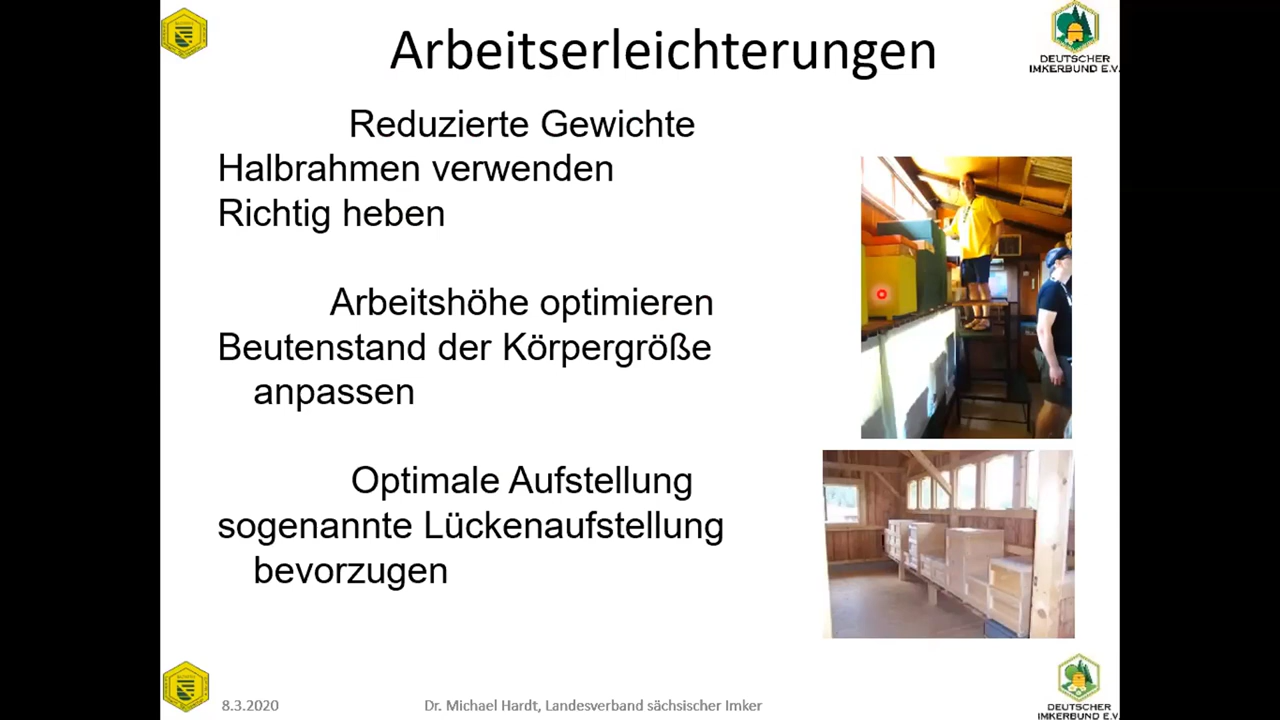 Arbeitserleichterungen
DEUTSCHER
IMKERBUND E.V.
Reduzierte Gewichte
Halbrahmen verwenden
Richtig heben
Arbeitshöhe optimieren
Beutenstand der Körpergröße
anpassen
Optimale Aufstellung
sogenannte Lückenaufstellung
bevorzugen
8.3.2020
Dr. Michael Hardt, Landesverband sächsischer Imker
DEUTSCHER
IMKERBUND E.V